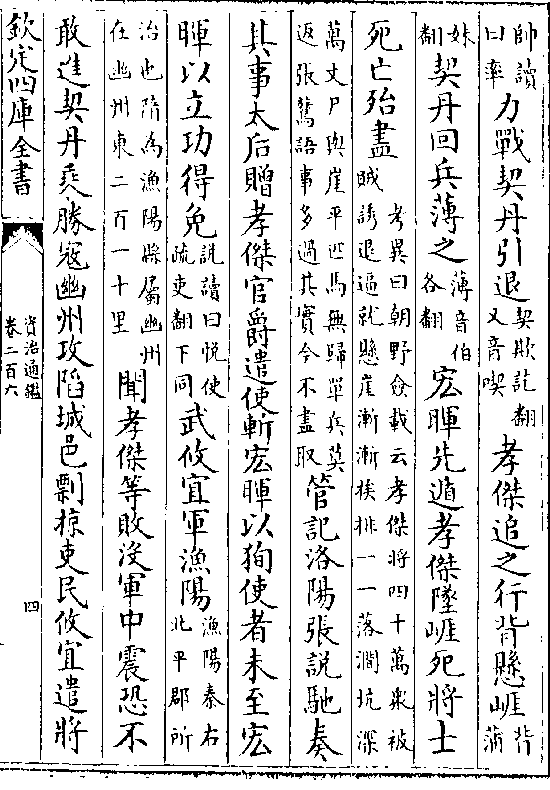 帥讀曰率力戰契丹引退契欺訖翻又音喫孝傑追之行背懸崕背蒲
妹翻契丹回兵薄之薄音伯各翻宏暉先遁孝傑墜崕死將士
死亡殆盡考異曰朝野僉載云孝傑將四十萬衆被賊誘退逼就懸崖漸漸挨排一一落澗坑深
萬丈尸與崖平匹馬無歸單兵莫返張鷟語事多過其實今不盡取管記洛陽張説馳奏
其事太后贈孝傑官爵遣使斬宏暉以狥使者未至宏
暉以立功得免説讀曰悦使疏吏翻下同武攸宜軍漁陽漁陽秦右北平郡所
治也隋為漁陽縣屬幽州在幽州東二百一十里聞孝傑等敗沒軍中震恐不
敢進契丹乘勝寇幽州攻陷城邑剽掠吏民攸宜遣將
欽定四庫全書
資治通鑑
卷二百六
四